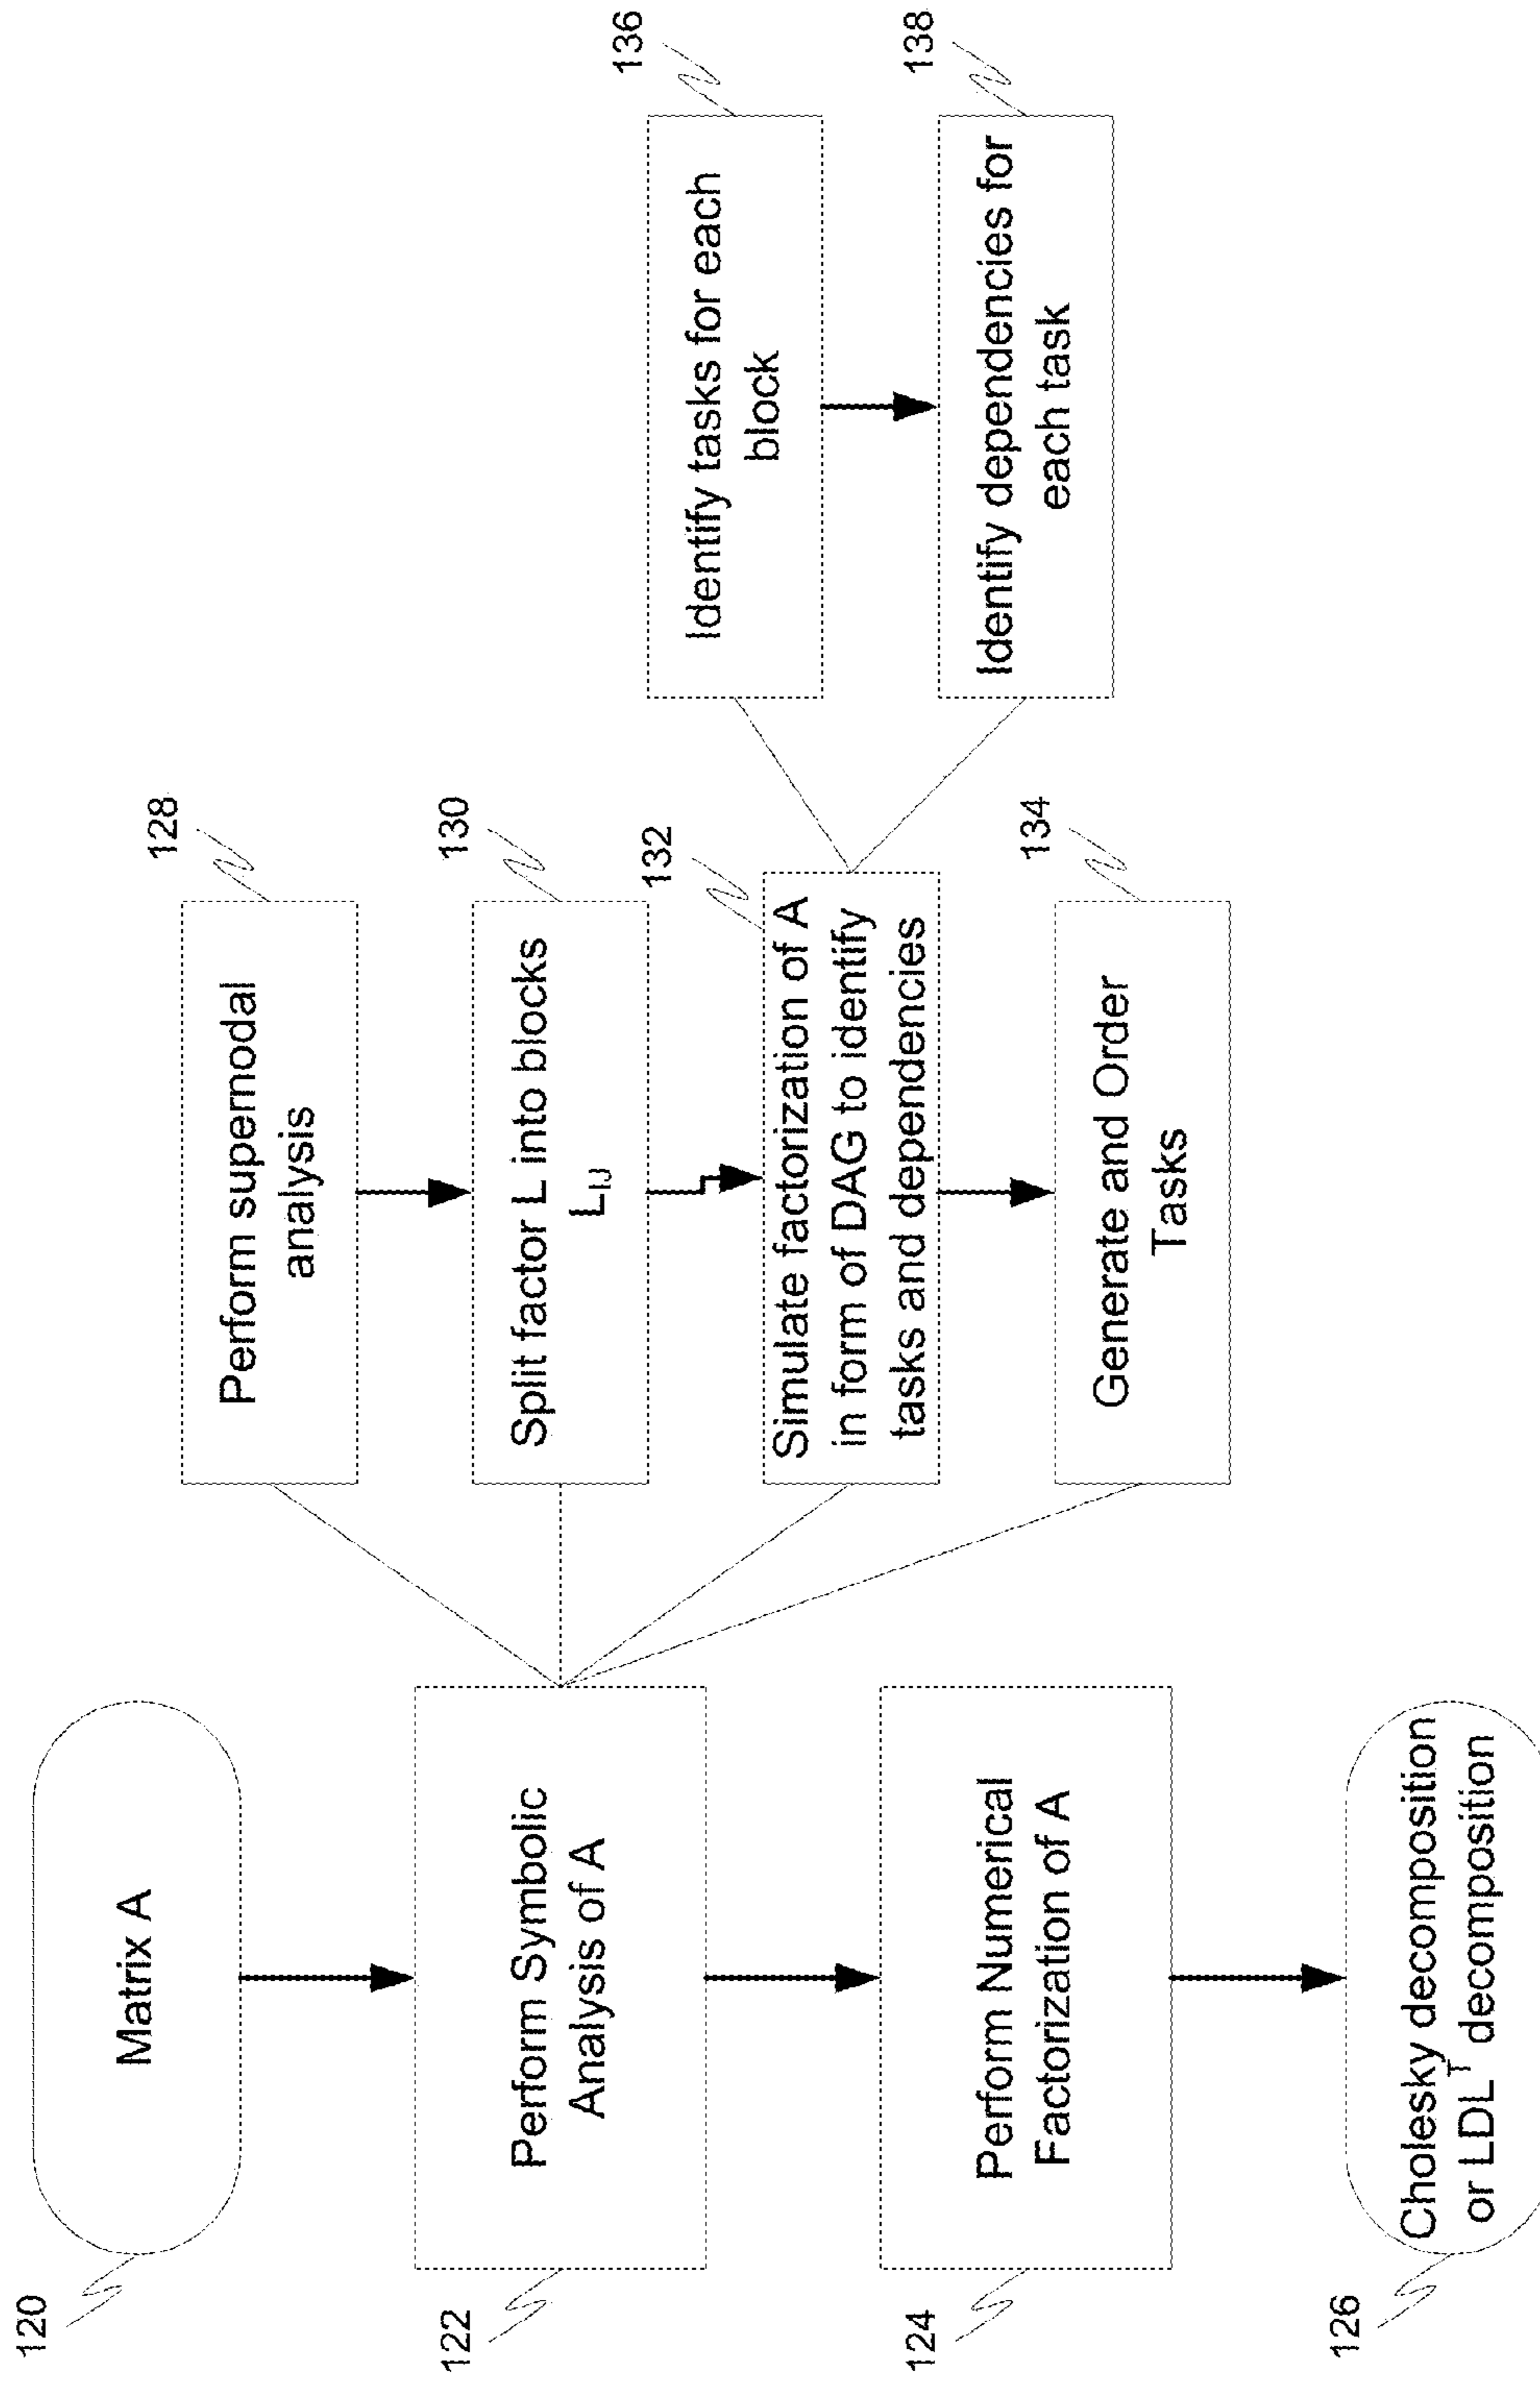 120
Matrix A
122
Perform Symbolic
Analysis of A
124
Perform Numerical
Factorization of A
126
Cholesky decomposition
or LDL^T decomposition
128
Perform supernodal
analysis
130
Split factor L into blocks
L_IJ
132
Simulate factorization of A
in form of DAG to identify
tasks and dependencies
134
Generate and Order
Tasks
136
Identify tasks for each
block
138
Identify dependencies for
each task